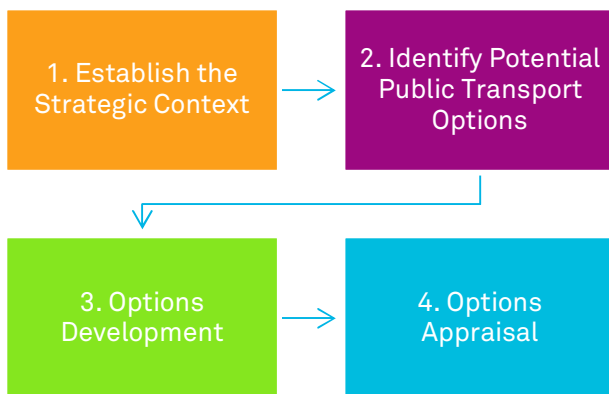 1. Establish the
Strategic Context
2. Identify Potential
Public Transport
Options
3. Options
Development
4. Options
Appraisal